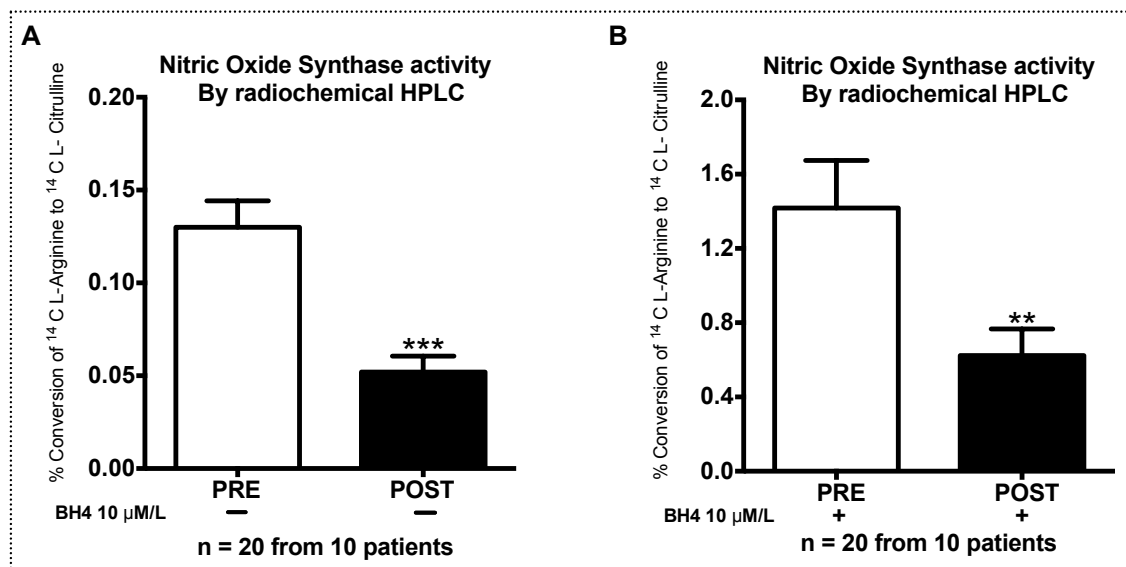 A
Nitric Oxide Synthase activity
By radiochemical HPLC
% Conversion of ¹⁴ C L-Arginine to ¹⁴ C L- Citrulline
0.20
0.15
0.10
0.05
0.00
***
PRE POST
BH4 10 µM/L — —
n = 20 from 10 patients
B
Nitric Oxide Synthase activity
By radiochemical HPLC
% Conversion of ¹⁴ C L-Arginine to ¹⁴ C L- Citrulline
2.0
1.6
1.2
0.8
0.4
0.0
**
PRE POST
BH4 10 µM/L + +
n = 20 from 10 patients